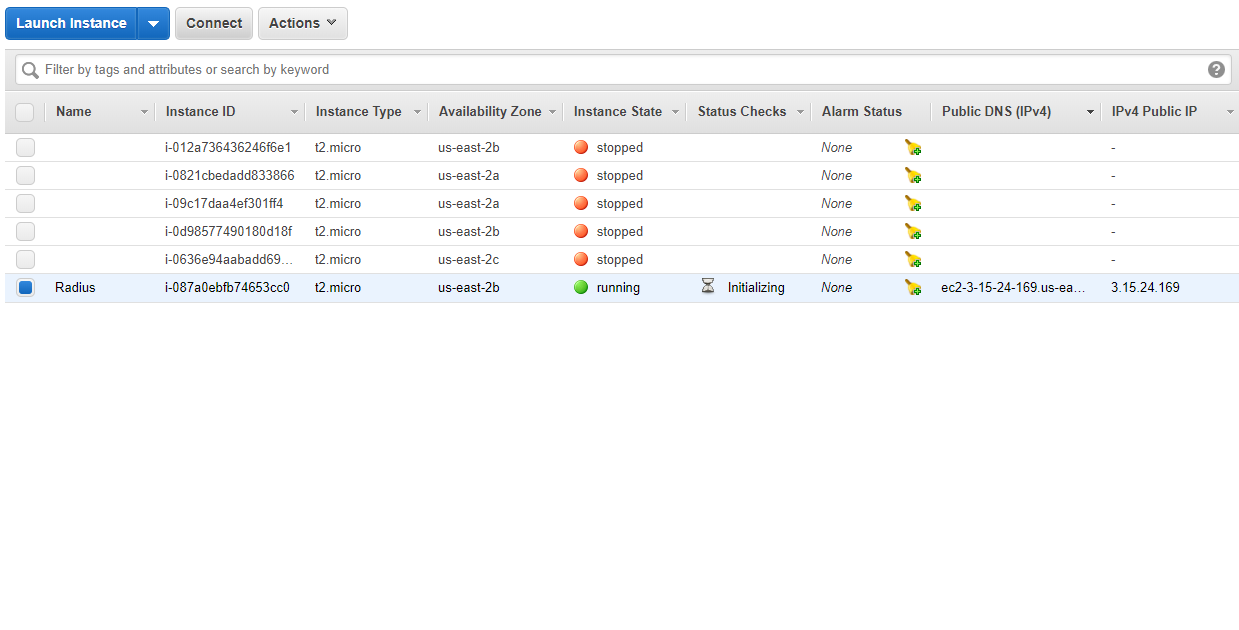 Launch Instance Connect Actions
Filter by tags and attributes or search by keyword ?
Name Instance ID Instance Type Availability Zone Instance State Status Checks Alarm Status Public DNS (IPv4) IPv4 Public IP
i-012a736436246f6e1 t2.micro us-east-2b stopped None -
i-0821cbedadd833866 t2.micro us-east-2a stopped None -
i-09c17daa4ef301ff4 t2.micro us-east-2a stopped None -
i-0d98577490180d18f t2.micro us-east-2b stopped None -
i-0636e94aabadd69... t2.micro us-east-2c stopped None -
Radius i-087a0ebfb74653cc0 t2.micro us-east-2b running Initializing None ec2-3-15-24-169.us-ea... 3.15.24.169